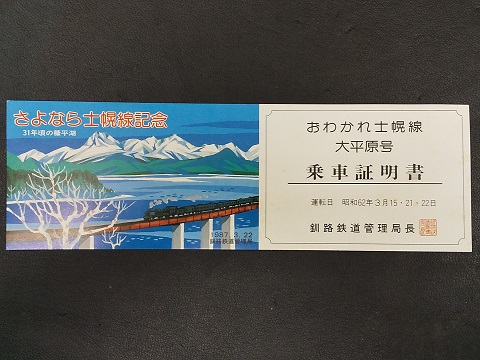 さよなら士幌線記念
31年頃の糠平湖
1987.3.22
釧路鉄道管理局
おわかれ士幌線
大平原号
乗車証明書
運転日 昭和62年3月15・21・22日
釧路鉄道管理局長